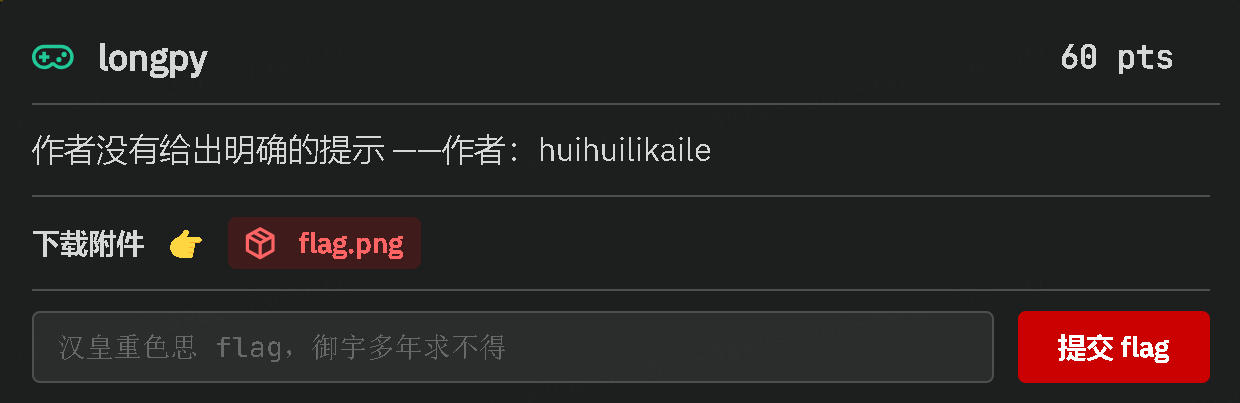 longpy
60 pts
作者没有给出明确的提示 ——作者：huihuilikaile
下载附件 👉 flag.png
汉皇重色思 flag，御宇多年求不得
提交 flag